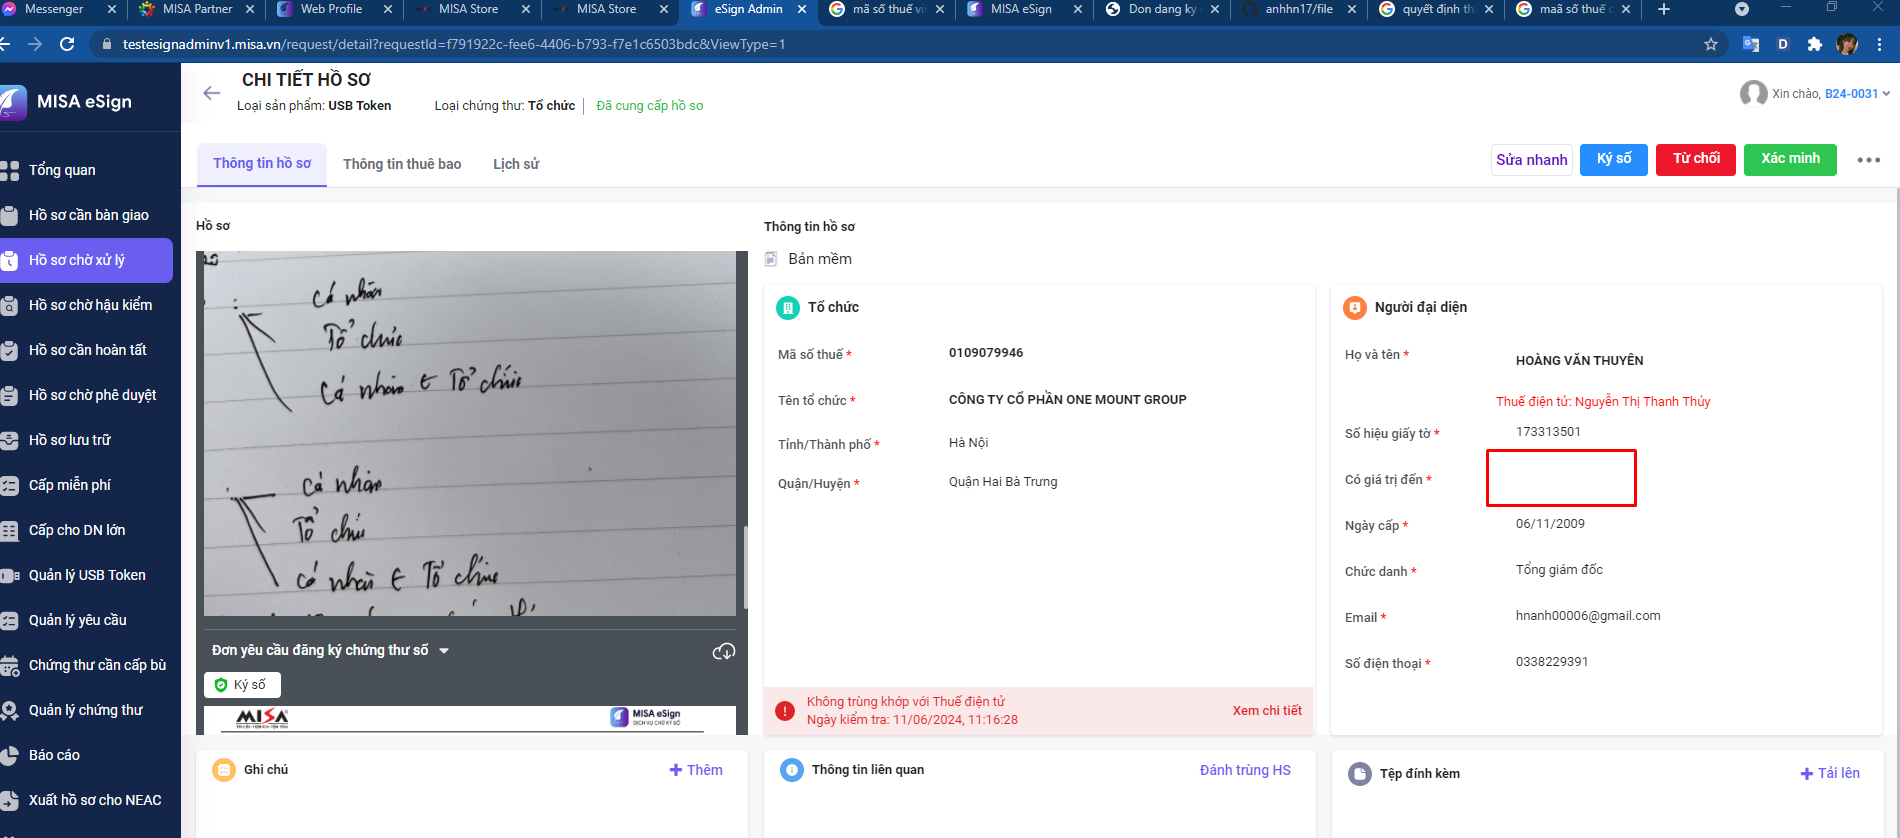 Messenger
MISA Partner
Web Profile
MISA Store
MISA Store
eSign Admin
mã số thuế vi
MISA eSign
Don dang ky
anhhn17/file
quyết định th
maã số thuế c
testesignadminv1.misa.vn/request/detail?requestId=f791922c-fee6-4406-b793-f7e1c6503bdc&ViewType=1
MISA eSign
CHI TIẾT HỒ SƠ
Loại sản phẩm: USB Token
Loại chứng thư: Tổ chức
Đã cung cấp hồ sơ
Xin chào, B24-0031
Tổng quan
Hồ sơ cần bàn giao
Hồ sơ chờ xử lý
Hồ sơ chờ hậu kiểm
Hồ sơ cần hoàn tất
Hồ sơ chờ phê duyệt
Hồ sơ lưu trữ
Cấp miễn phí
Cấp cho DN lớn
Quản lý USB Token
Quản lý yêu cầu
Chứng thư cần cấp bù
Quản lý chứng thư
Báo cáo
Xuất hồ sơ cho NEAC
Thông tin hồ sơ
Thông tin thuê bao
Lịch sử
Sửa nhanh
Ký số
Từ chối
Xác minh
Hồ sơ
cá nhân
Tổ chức
cá nhân & Tổ chức
cá nhân
Tổ chức
cá nhân & Tổ chức
Đơn yêu cầu đăng ký chứng thư số
Ký số
MISA
MISA eSign
DỊCH VỤ CHỮ KÝ SỐ
Thông tin hồ sơ
Bản mềm
Tổ chức
Mã số thuế *
0109079946
Tên tổ chức *
CÔNG TY CỔ PHẦN ONE MOUNT GROUP
Tỉnh/Thành phố *
Hà Nội
Quận/Huyện *
Quận Hai Bà Trưng
Không trùng khớp với Thuế điện tử
Ngày kiểm tra: 11/06/2024, 11:16:28
Xem chi tiết
Người đại diện
Họ và tên *
HOÀNG VĂN THUYÊN
Thuế điện tử: Nguyễn Thị Thanh Thủy
Số hiệu giấy tờ *
173313501
Có giá trị đến *
Ngày cấp *
06/11/2009
Chức danh *
Tổng giám đốc
Email *
hnanh00006@gmail.com
Số điện thoại *
0338229391
Ghi chú
Thêm
Thông tin liên quan
Đánh trùng HS
Tệp đính kèm
Tải lên